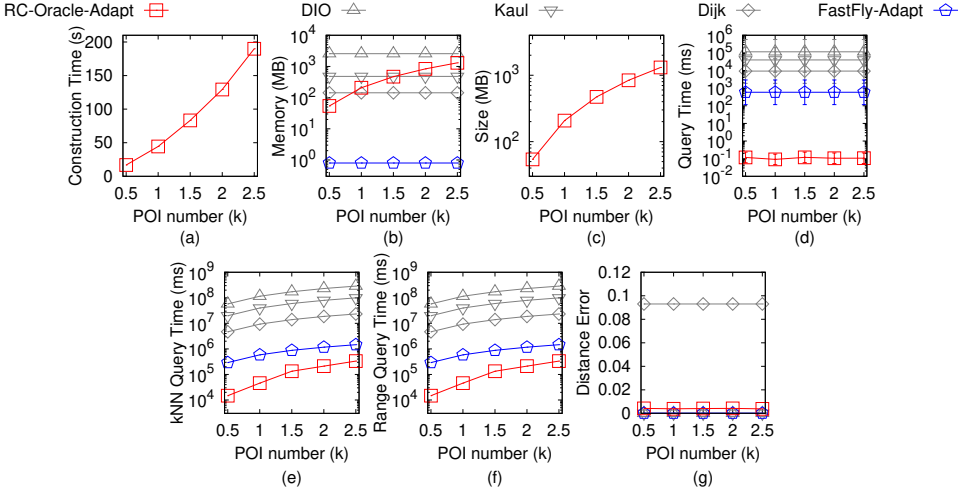 RC-Oracle-Adapt DIO Kaul Dijk FastFly-Adapt
Construction Time (s)
200
150
100
50
0
0.5 1 1.5 2 2.5
POI number (k)
(a)
Memory (MB)
10^4
10^3
10^2
10^1
10^0
0.5 1 1.5 2 2.5
POI number (k)
(b)
Size (MB)
10^3
10^2
0.5 1 1.5 2 2.5
POI number (k)
(c)
Query Time (ms)
10^6
10^5
10^4
10^3
10^2
10^1
10^0
10^-1
10^-2
0.5 1 1.5 2 2.5
POI number (k)
(d)
kNN Query Time (ms)
10^9
10^8
10^7
10^6
10^5
10^4
0.5 1 1.5 2 2.5
POI number (k)
(e)
Range Query Time (ms)
10^9
10^8
10^7
10^6
10^5
10^4
0.5 1 1.5 2 2.5
POI number (k)
(f)
Distance Error
0.12
0.1
0.08
0.06
0.04
0.02
0
0.5 1 1.5 2 2.5
POI number (k)
(g)